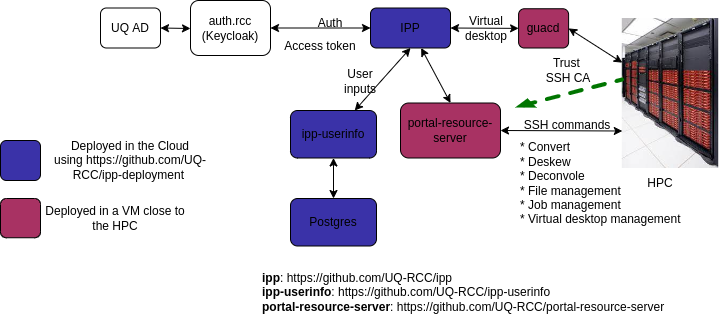 UQ AD
auth.rcc
(Keycloak)
Auth
Access token
IPP
Virtual
desktop
guacd
Trust
SSH CA
User
inputs
ipp-userinfo
portal-resource-
server
SSH commands
* Convert
* Deskew
* Deconvole
* File management
* Job management
* Virtual desktop management
HPC
Deployed in the Cloud
using https://github.com/UQ-
RCC/ipp-deployment
Deployed in a VM close to
the HPC
Postgres
ipp: https://github.com/UQ-RCC/ipp
ipp-userinfo: https://github.com/UQ-RCC/ipp-userinfo
portal-resource-server: https://github.com/UQ-RCC/portal-resource-server